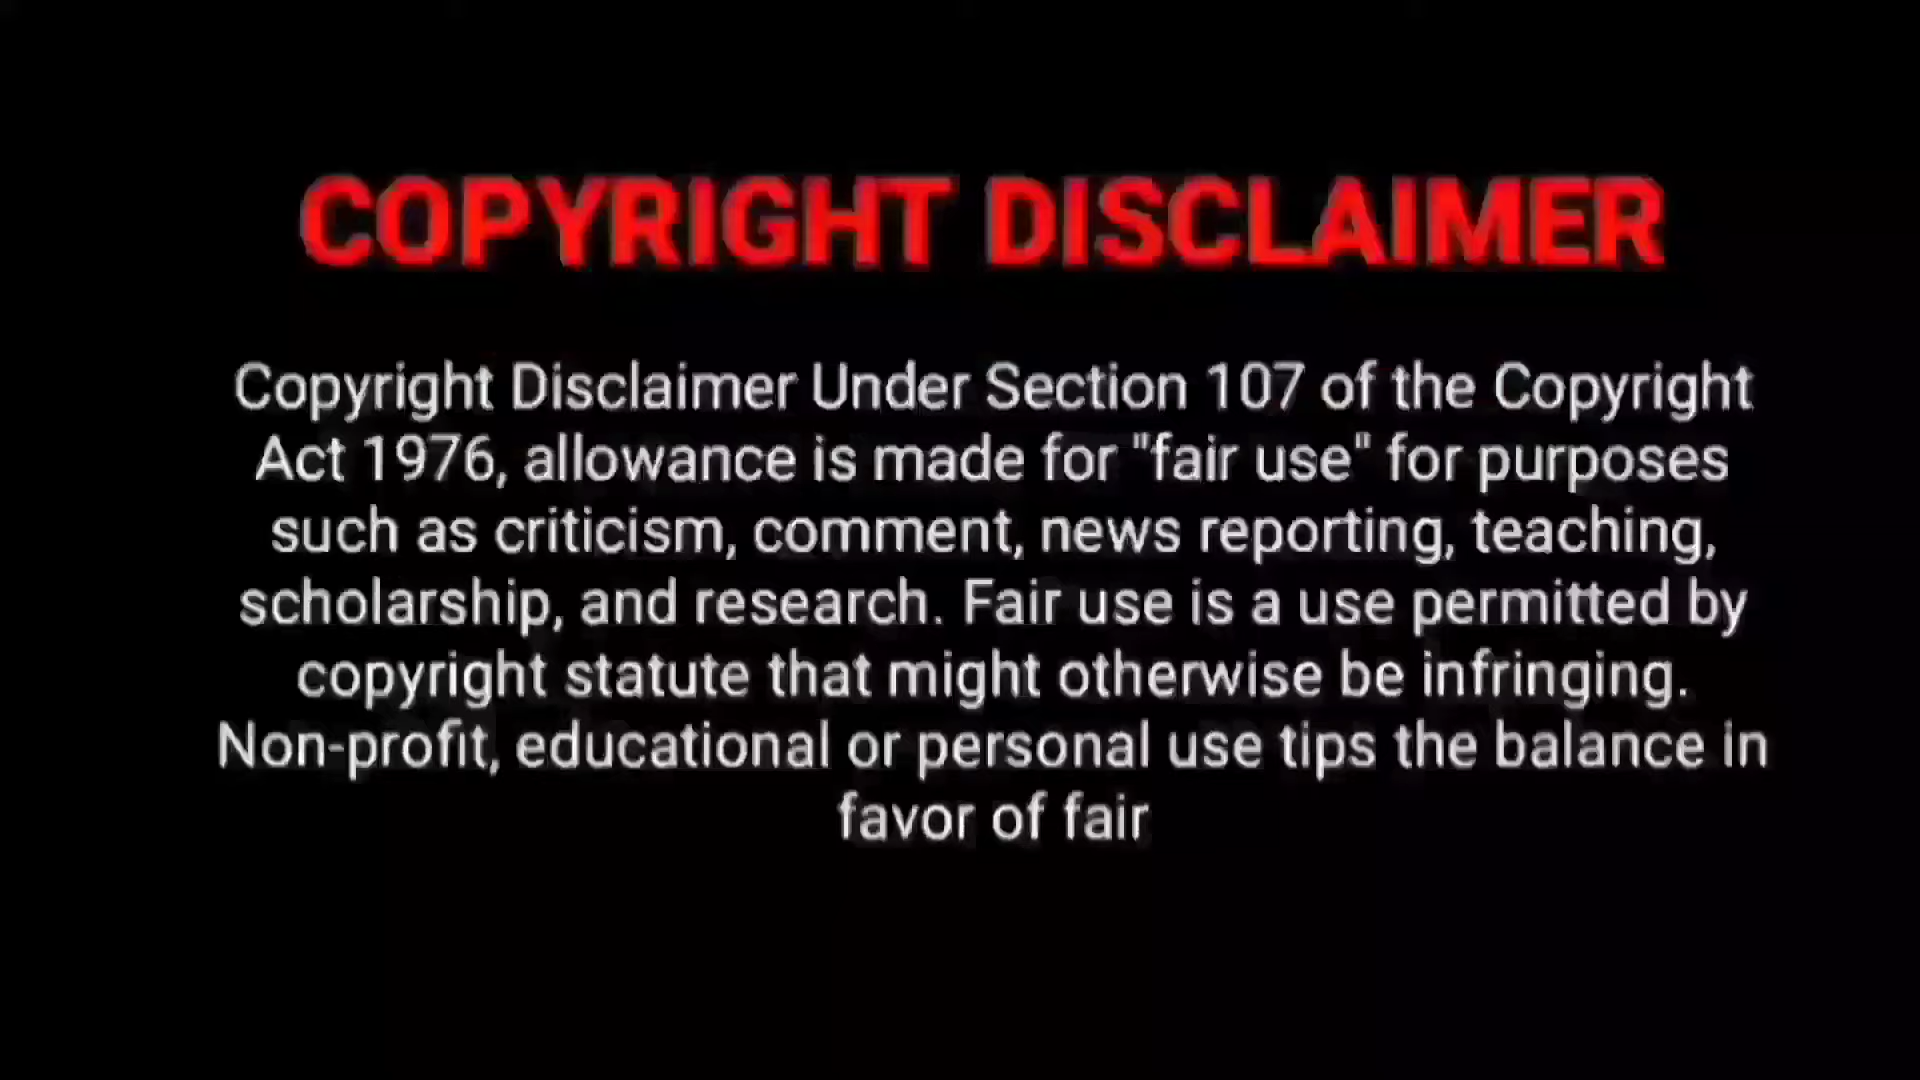 COPYRIGHT DISCLAIMER
Copyright Disclaimer Under Section 107 of the Copyright
Act 1976, allowance is made for "fair use" for purposes
such as criticism, comment, news reporting, teaching,
scholarship, and research. Fair use is a use permitted by
copyright statute that might otherwise be infringing.
Non-profit, educational or personal use tips the balance in
favor of fair